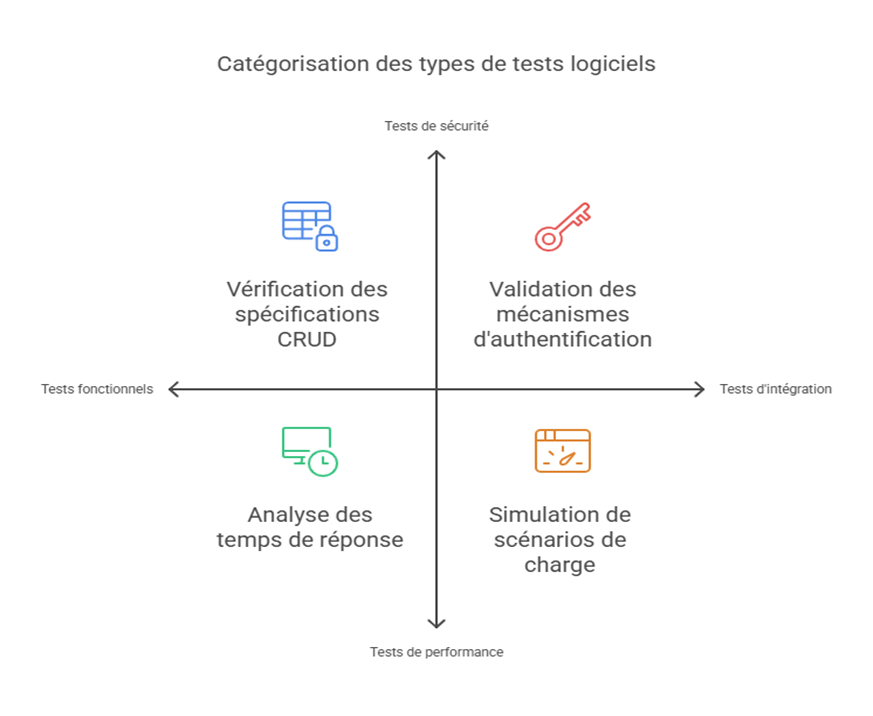 Catégorisation des types de tests logiciels
Tests de sécurité
Vérification des
spécifications
CRUD
Validation des
mécanismes
d'authentification
Tests fonctionnels
Tests d'intégration
Analyse des
temps de réponse
Simulation de
scénarios de
charge
Tests de performance